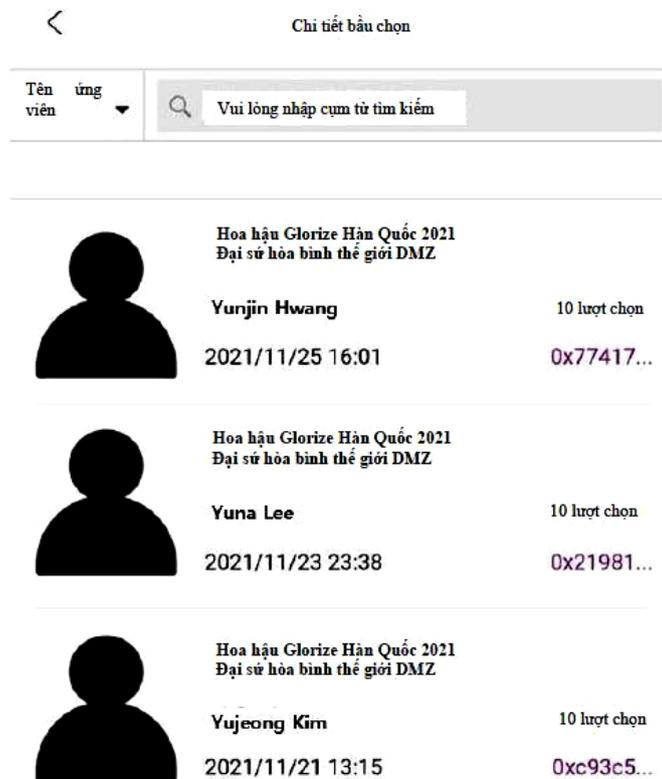 Chi tiết bầu chọn
Tên ứng
viên
Vui lòng nhập cụm từ tìm kiếm
Hoa hậu Glorize Hàn Quốc 2021
Đại sứ hòa bình thế giới DMZ
Yunjin Hwang
10 lượt chọn
2021/11/25 16:01
0x77417...
Hoa hậu Glorize Hàn Quốc 2021
Đại sứ hòa bình thế giới DMZ
Yuna Lee
10 lượt chọn
2021/11/23 23:38
0x21981...
Hoa hậu Glorize Hàn Quốc 2021
Đại sứ hòa bình thế giới DMZ
Yujeong Kim
10 lượt chọn
2021/11/21 13:15
0xc93c5...